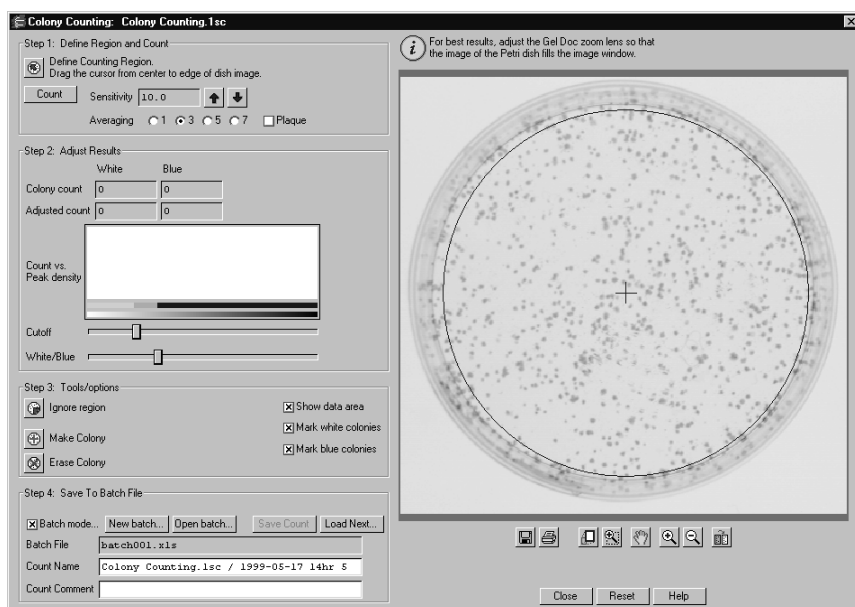 Colony Counting: Colony Counting.1sc
Step 1: Define Region and Count
Define Counting Region.
Drag the cursor from center to edge of dish image.
Count
Sensitivity 10.0
Averaging 1 3 5 7 Plaque
Step 2: Adjust Results
White Blue
Colony count 0 0
Adjusted count 0 0
Count vs.
Peak density
Cutoff
White/Blue
Step 3: Tools/options
Ignore region
Show data area
Mark white colonies
Make Colony
Mark blue colonies
Erase Colony
Step 4: Save To Batch File
Batch mode... New batch... Open batch... Save Count Load Next...
Batch File batch001.xls
Count Name Colony Counting.1sc / 1999-05-17 14hr 5
Count Comment
i
For best results, adjust the Gel Doc zoom lens so that
the image of the Petri dish fills the image window.
Close Reset Help